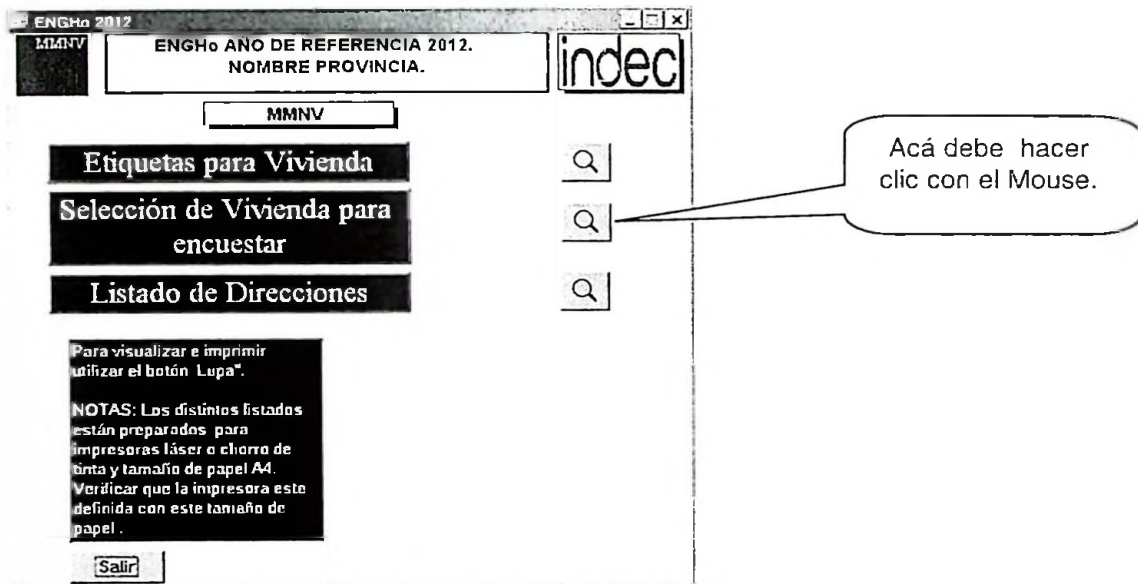 ENGHo 2012
MMNV
ENGHo AÑO DE REFERENCIA 2012.
NOMBRE PROVINCIA.
indec
MMNV
Etiquetas para Vivienda
Selección de Vivienda para
encuestar
Listado de Direcciones
Acá debe hacer
clic con el Mouse.
Para visualizar e imprimir
utilizar el botón Lupa".
NOTAS: Los distintos listados
están preparados para
impresoras láser o chorro de
tinta y tamaño de papel A4.
Verificar que la impresora este
definida con este tamaño de
papel .
Salir